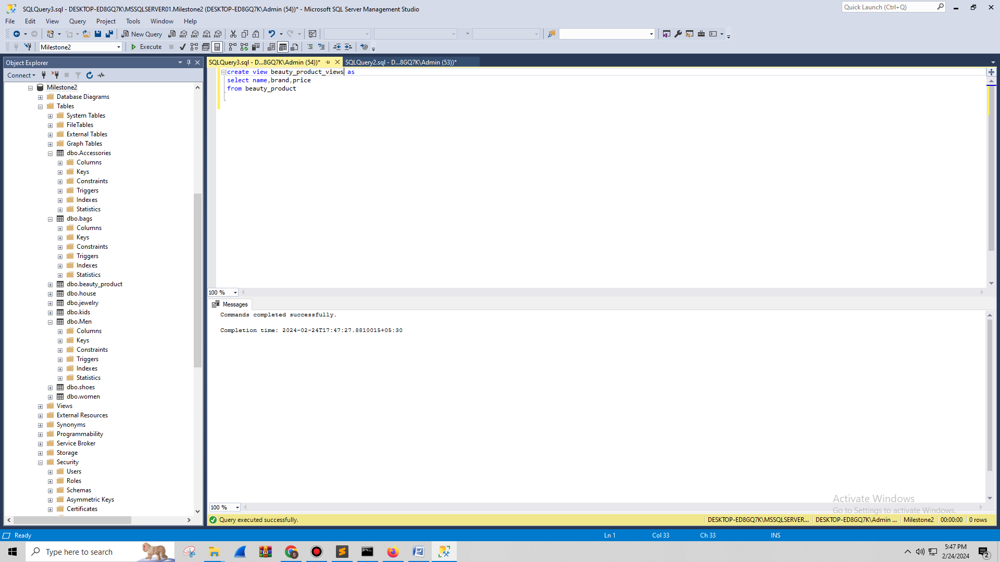 SQLQuery3.sql - DESKTOP-ED8GQ7K\MSSQLSERVER01.Milestone2 (DESKTOP-ED8GQ7K\Admin (54))* - Microsoft SQL Server Management Studio
Quick Launch (Ctrl+Q)
File Edit View Query Project Tools Window Help
New Query
MDX DMX XMLA DAX
Milestone2
Execute
Object Explorer
SQLQuery3.sql - D...8GQ7K\Admin (54))*
SQLQuery2.sql - D...8GQ7K\Admin (53))*
Connect
Milestone2
Database Diagrams
Tables
System Tables
FileTables
External Tables
Graph Tables
dbo.Accessories
Columns
Keys
Constraints
Triggers
Indexes
Statistics
dbo.bags
Columns
Keys
Constraints
Triggers
Indexes
Statistics
dbo.beauty_product
dbo.house
dbo.jewelry
dbo.kids
dbo.Men
Columns
Keys
Constraints
Triggers
Indexes
Statistics
dbo.shoes
dbo.women
Views
External Resources
Synonyms
Programmability
Service Broker
Storage
Security
Users
Roles
Schemas
Asymmetric Keys
Certificates
create view beauty_product_views as
select name,brand,price
from beauty_product
100 %
Messages
Commands completed successfully.
Completion time: 2024-02-24T17:47:27.8810015+05:30
Activate Windows
Go to Settings to activate Windows.
100 %
Query executed successfully.
DESKTOP-ED8GQ7K\MSSQLSERVER... DESKTOP-ED8GQ7K\Admin ... Milestone2 00:00:00 0 rows
Ready
Ln 1 Col 33 Ch 33 INS
Type here to search
5:47 PM
2/24/2024
2